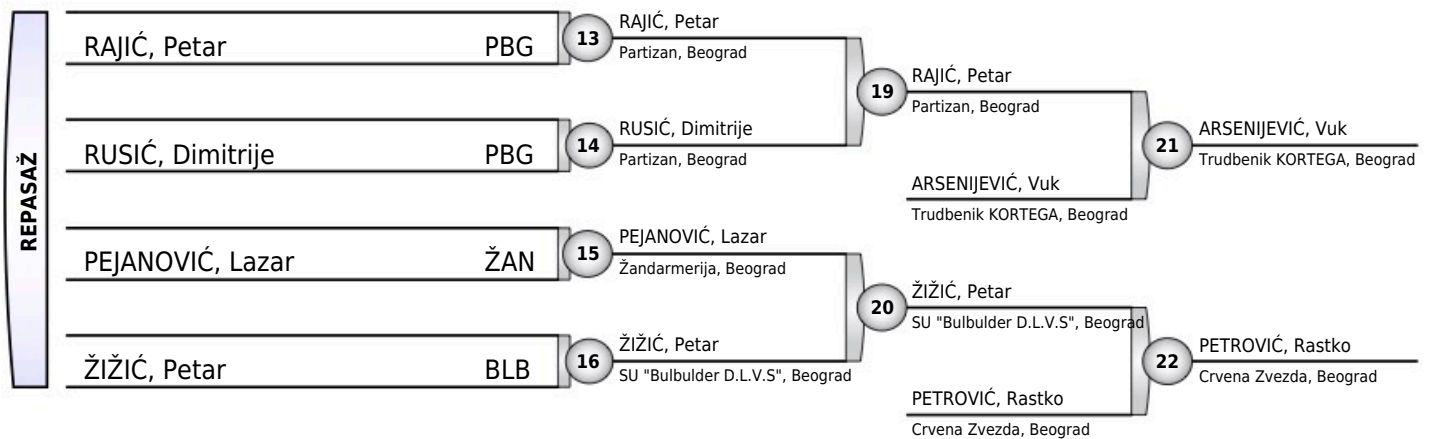 REPASAŽ
RAJIĆ, Petar PBG
13
RAJIĆ, Petar
Partizan, Beograd
19
RAJIĆ, Petar
Partizan, Beograd
RUSIĆ, Dimitrije PBG
14
RUSIĆ, Dimitrije
Partizan, Beograd
21
ARSENIJEVIĆ, Vuk
Trudbenik KORTEGA, Beograd
ARSENIJEVIĆ, Vuk
Trudbenik KORTEGA, Beograd
PEJANOVIĆ, Lazar ŽAN
15
PEJANOVIĆ, Lazar
Žandarmerija, Beograd
20
ŽIŽIĆ, Petar
SU "Bulbulder D.L.V.S", Beograd
ŽIŽIĆ, Petar BLB
16
ŽIŽIĆ, Petar
SU "Bulbulder D.L.V.S", Beograd
22
PETROVIĆ, Rastko
Crvena Zvezda, Beograd
PETROVIĆ, Rastko
Crvena Zvezda, Beograd